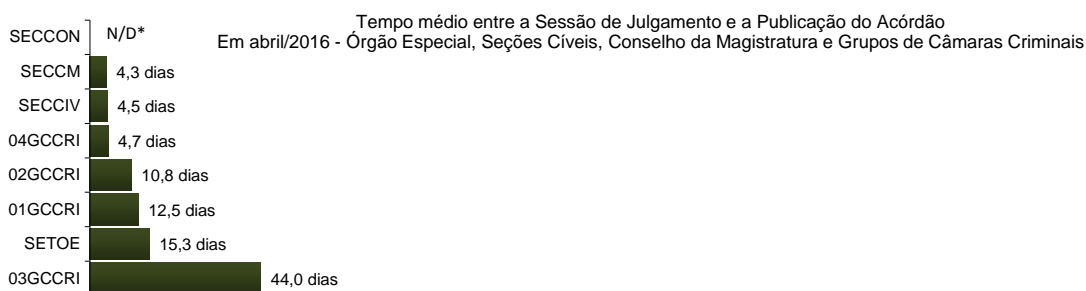 Tempo médio entre a Sessão de Julgamento e a Publicação do Acórdão
Em abril/2016 - Órgão Especial, Seções Cíveis, Conselho da Magistratura e Grupos de Câmaras Criminais
SECCON N/D*
SECCM 4,3 dias
SECCIV 4,5 dias
04GCCRI 4,7 dias
02GCCRI 10,8 dias
01GCCRI 12,5 dias
SETOE 15,3 dias
03GCCRI 44,0 dias